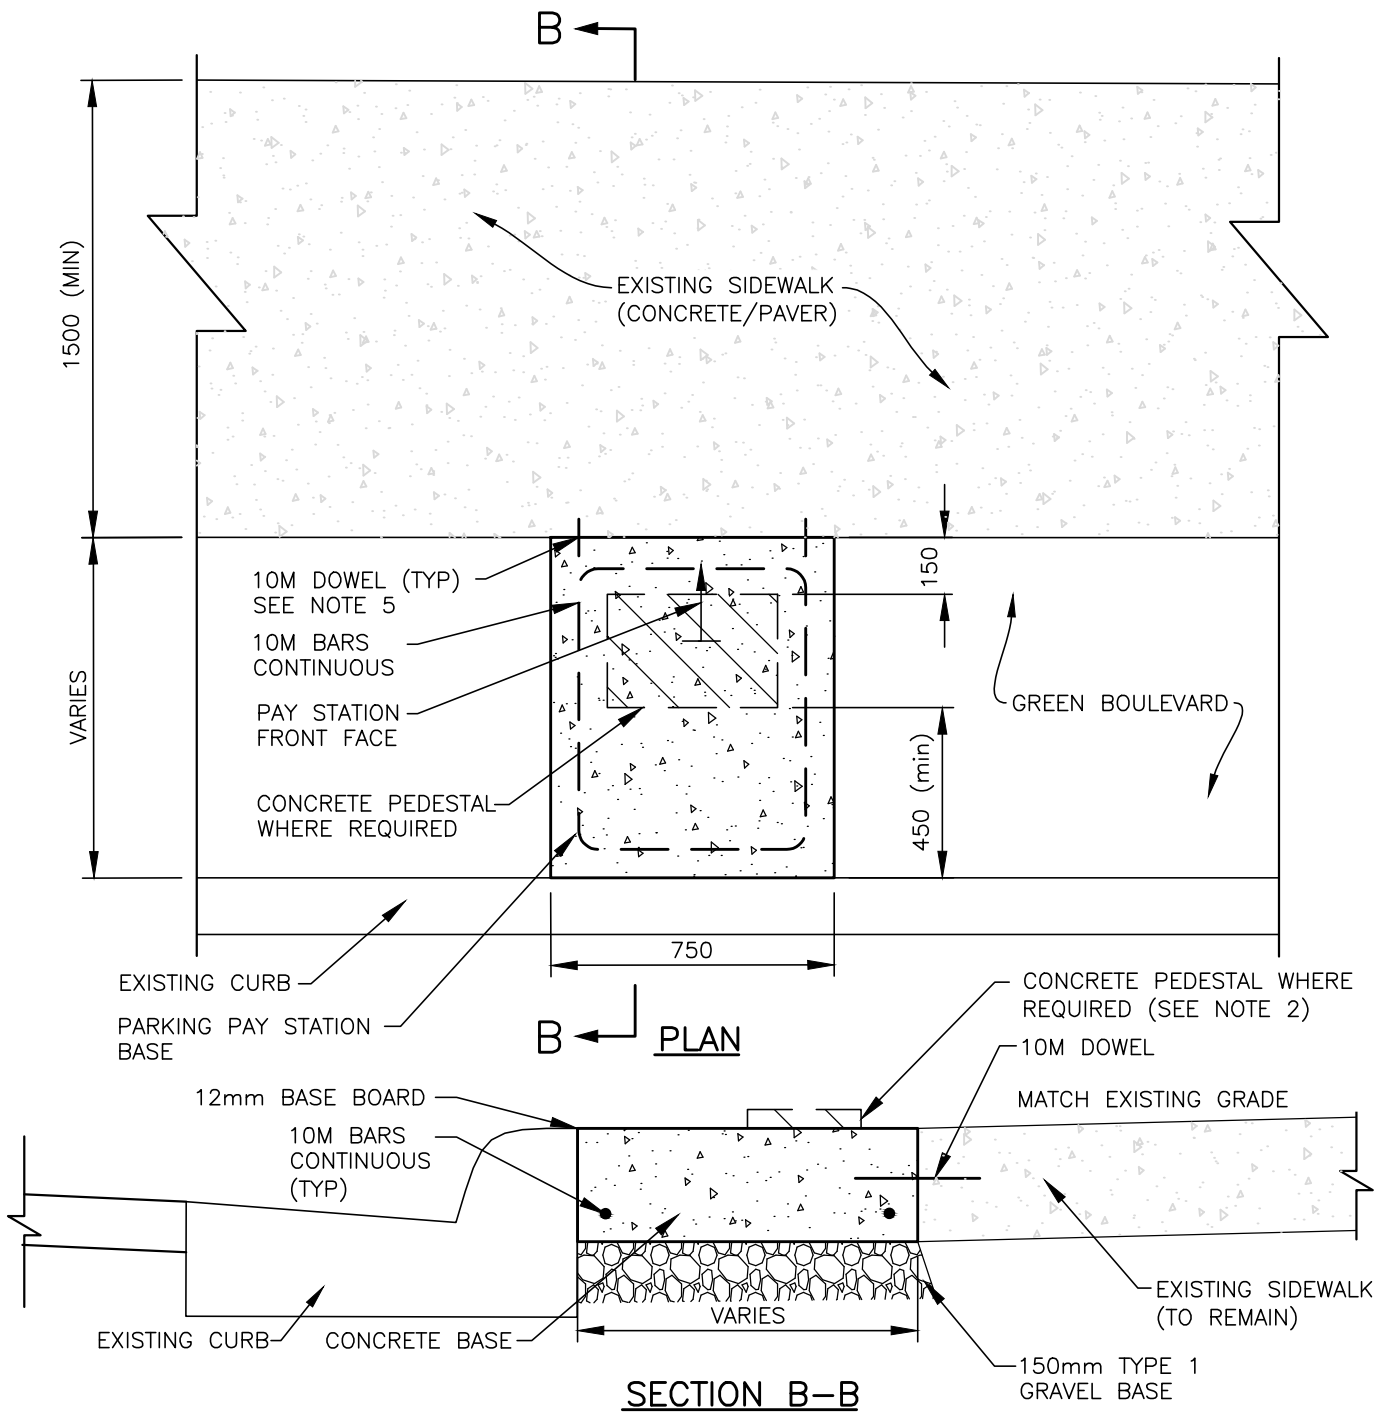 B
1500 (MIN)
EXISTING SIDEWALK
(CONCRETE/PAVER)
10M DOWEL (TYP)
SEE NOTE 5
10M BARS
CONTINUOUS
PAY STATION
FRONT FACE
CONCRETE PEDESTAL
WHERE REQUIRED
VARIES
150
GREEN BOULEVARD
450 (min)
750
EXISTING CURB
PARKING PAY STATION
BASE
B
PLAN
CONCRETE PEDESTAL WHERE
REQUIRED (SEE NOTE 2)
10M DOWEL
MATCH EXISTING GRADE
12mm BASE BOARD
10M BARS
CONTINUOUS
(TYP)
EXISTING CURB
CONCRETE BASE
VARIES
EXISTING SIDEWALK
(TO REMAIN)
150mm TYPE 1
GRAVEL BASE
SECTION B-B